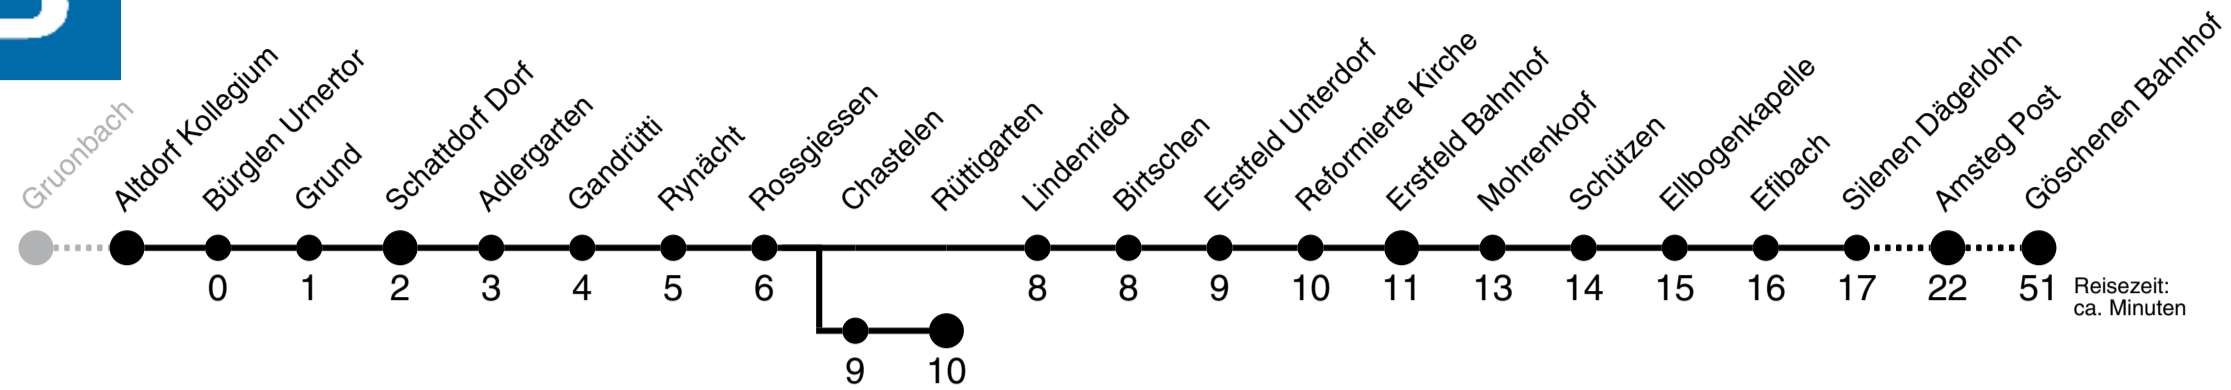 Gruonbach
Altdorf Kollegium
Bürglen Urnertor
Grund
Schattdorf Dorf
Adlergarten
Gandrütti
Rynächt
Rossgiessen
Chastelen
Rüttigarten
Lindenried
Birtschen
Erstfeld Unterdorf
Reformierte Kirche
Erstfeld Bahnhof
Mohrenkopf
Schützen
Ellbogenkapelle
Efibach
Silenen Dägerlohn
Amsteg Post
Göschenen Bahnhof
0 1 2 3 4 5 6 8 8 9 10 11 13 14 15 16 17 22 51
Reisezeit:
ca. Minuten
9 10